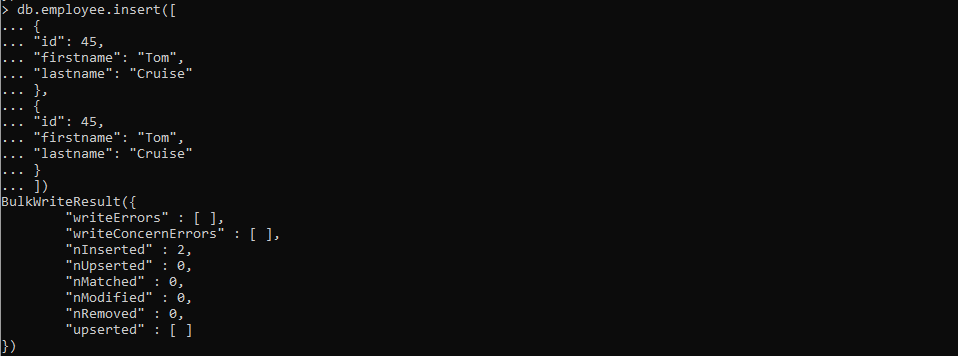 > db.employee.insert([
... {
... "id": 45,
... "firstname": "Tom",
... "lastname": "Cruise"
... },
... {
... "id": 45,
... "firstname": "Tom",
... "lastname": "Cruise"
... }
... ])
BulkWriteResult({
        "writeErrors" : [ ],
        "writeConcernErrors" : [ ],
        "nInserted" : 2,
        "nUpserted" : 0,
        "nMatched" : 0,
        "nModified" : 0,
        "nRemoved" : 0,
        "upserted" : [ ]
})